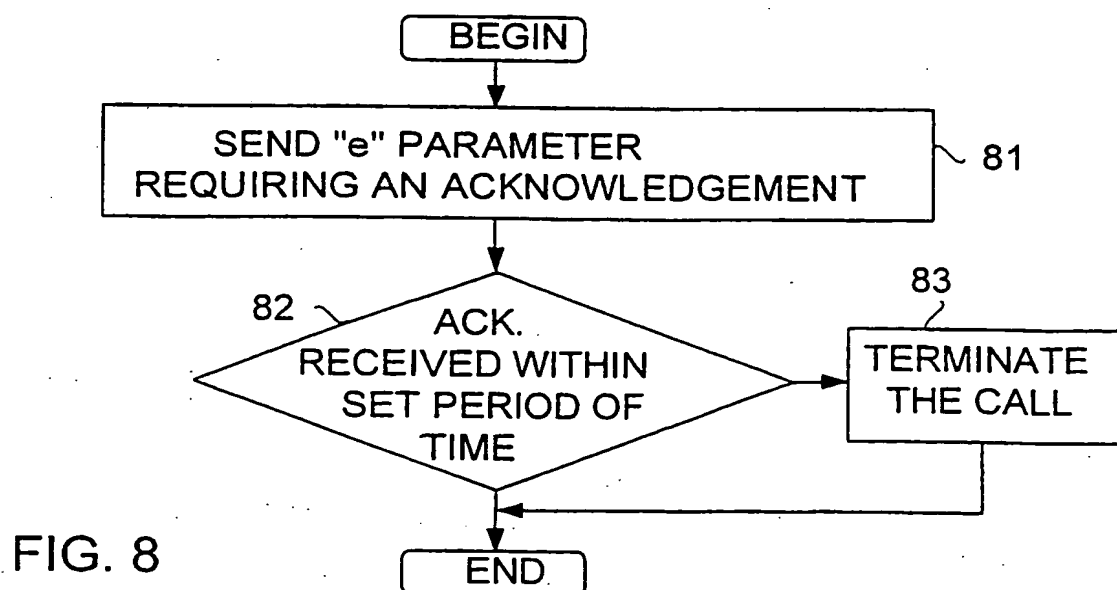 BEGIN
SEND "e" PARAMETER
REQUIRING AN ACKNOWLEDGEMENT
81
82
ACK.
RECEIVED WITHIN
SET PERIOD OF
TIME
83
TERMINATE
THE CALL
END
FIG. 8